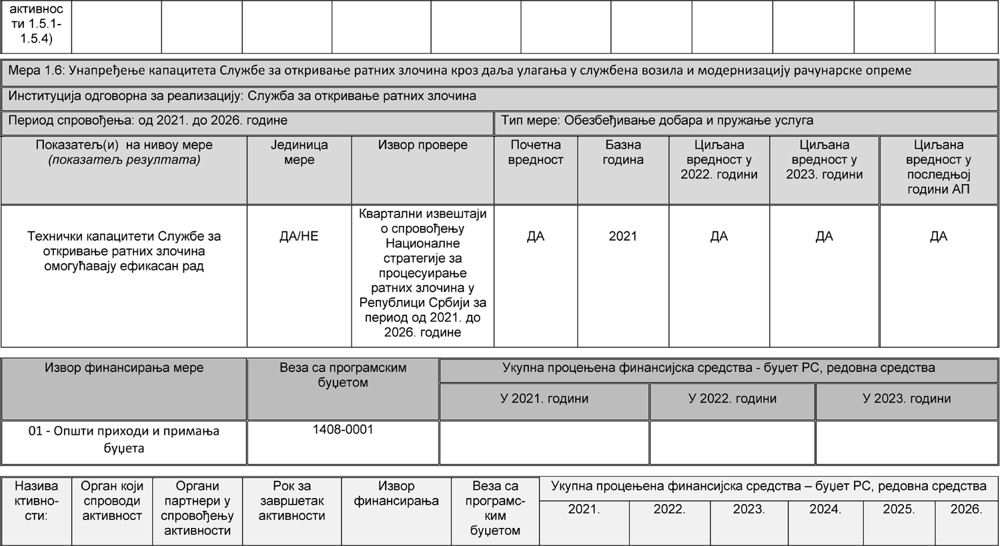 активнос
ти 1.5.1-
1.5.4)
Мера 1.6: Унапређење капацитета Службе за откривање ратних злочина кроз даља улагања у службена возила и модернизацију рачунарске опреме
Институција одговорна за реализацију: Служба за откривање ратних злочина
Период спровођења: од 2021. до 2026. године
Тип мере: Обезбеђивање добара и пружање услуга
Показатељ(и) на нивоу мере
(показатељ резултата)
Јединица
мере
Извор провере
Почетна
вредност
Базна
година
Циљана
вредност у
2022. години
Циљана
вредност у
2023. години
Циљана
вредност у
последњој
години АП
Технички капацитети Службе за
откривање ратних злочина
омогућавају ефикасан рад
ДА/НЕ
Квартални извештаји
о спровођењу
Националне
стратегије за
процесуирање
ратних злочина у
Републици Србији за
период од 2021. до
2026. године
ДА
2021
ДА
ДА
ДА
Извор финансирања мере
Веза са програмским
буџетом
Укупна процењена финансијска средства - буџет РС, редовна средства
У 2021. години
У 2022. години
У 2023. години
01 - Општи приходи и примања
буџета
1408-0001
Назива
ктивно-
сти:
Орган који
спроводи
активност
Органи
партнери у
спровођењу
активности
Рок за
завршетак
активности
Извор
финансирања
Веза са
програмс-
ким
буџетом
Укупна процењена финансијска средства – буџет РС, редовна средства
2021.
2022.
2023.
2024.
2025.
2026.